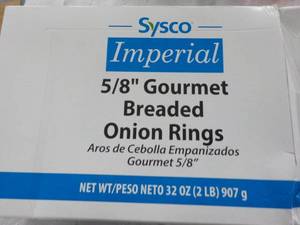 Sysco
Imperial
5/8" Gourmet
Breaded
Onion Rings
Aros de Cebolla Empanizados
Gourmet 5/8"
NET WT/PESO NETO 32 OZ (2 LB) 907 g